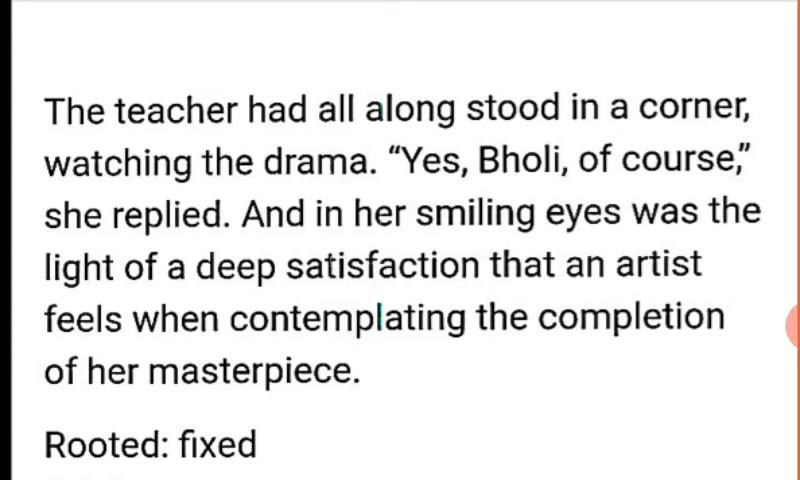 The teacher had all along stood in a corner,
watching the drama. “Yes, Bholi, of course,”
she replied. And in her smiling eyes was the
light of a deep satisfaction that an artist
feels when contemplating the completion
of her masterpiece.
Rooted: fixed